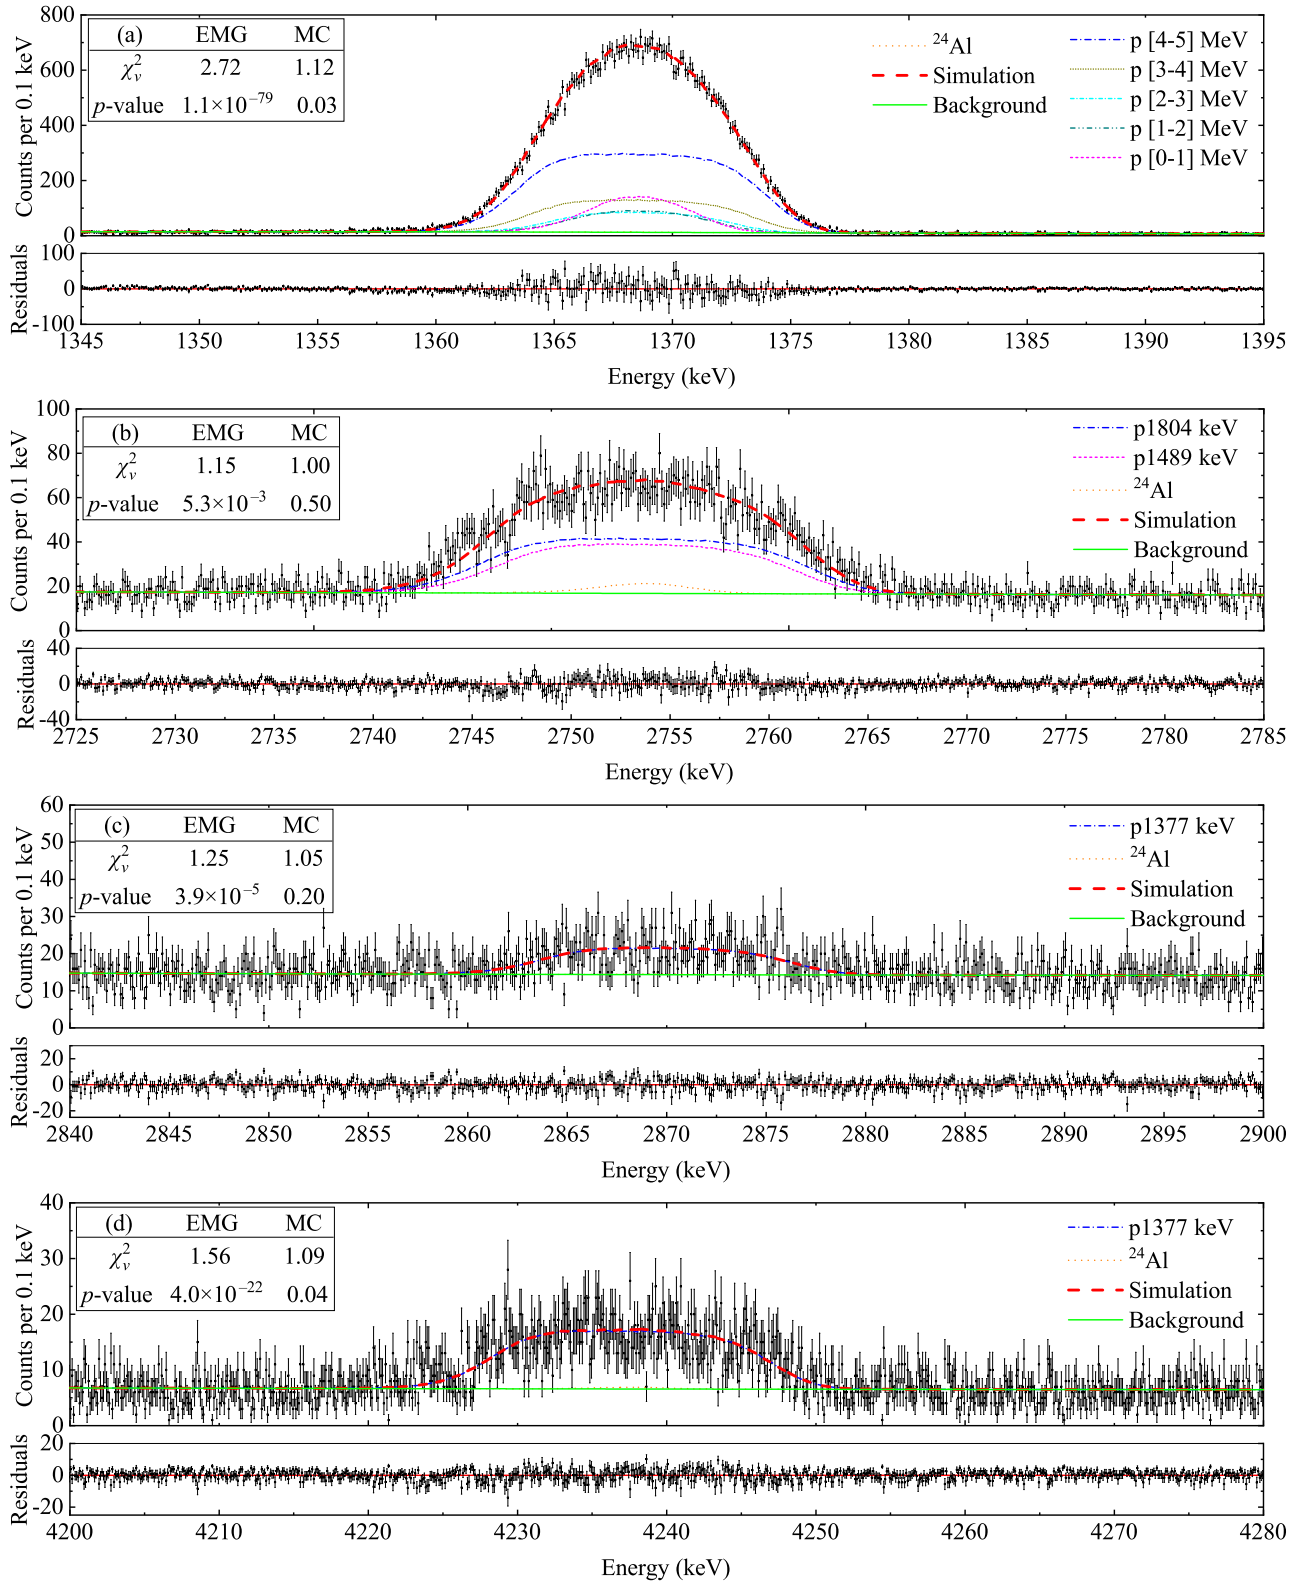 800
600
400
200
0
Counts per 0.1 keV
(a) EMG MC
χ²ᵥ 2.72 1.12
p-value 1.1×10⁻⁷⁹ 0.03
²⁴Al
Simulation
Background
p [4-5] MeV
p [3-4] MeV
p [2-3] MeV
p [1-2] MeV
p [0-1] MeV
100
0
-100
Residuals
1345 1350 1355 1360 1365 1370 1375 1380 1385 1390 1395
Energy (keV)
100
80
60
40
20
0
Counts per 0.1 keV
(b) EMG MC
χ²ᵥ 1.15 1.00
p-value 5.3×10⁻³ 0.50
p1804 keV
p1489 keV
²⁴Al
Simulation
Background
40
0
-40
Residuals
2725 2730 2735 2740 2745 2750 2755 2760 2765 2770 2775 2780 2785
Energy (keV)
60
50
40
30
20
10
0
Counts per 0.1 keV
(c) EMG MC
χ²ᵥ 1.25 1.05
p-value 3.9×10⁻⁵ 0.20
p1377 keV
²⁴Al
Simulation
Background
20
0
-20
Residuals
2840 2845 2850 2855 2860 2865 2870 2875 2880 2885 2890 2895 2900
Energy (keV)
40
30
20
10
0
Counts per 0.1 keV
(d) EMG MC
χ²ᵥ 1.56 1.09
p-value 4.0×10⁻²² 0.04
p1377 keV
²⁴Al
Simulation
Background
20
0
-20
Residuals
4200 4210 4220 4230 4240 4250 4260 4270 4280
Energy (keV)